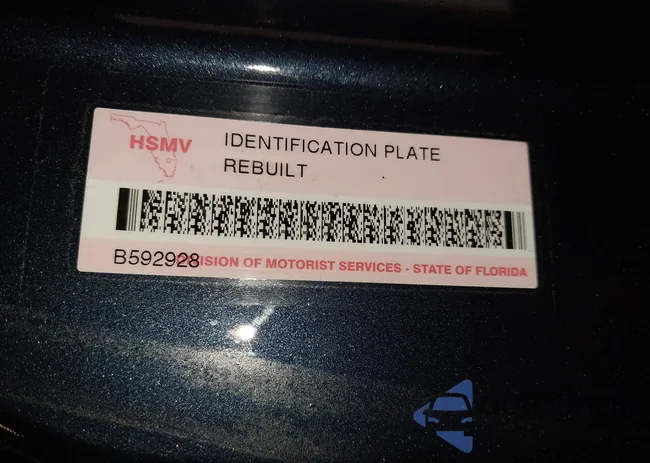 HSMV
IDENTIFICATION PLATE
REBUILT
B592928
DIVISION OF MOTORIST SERVICES - STATE OF FLORIDA